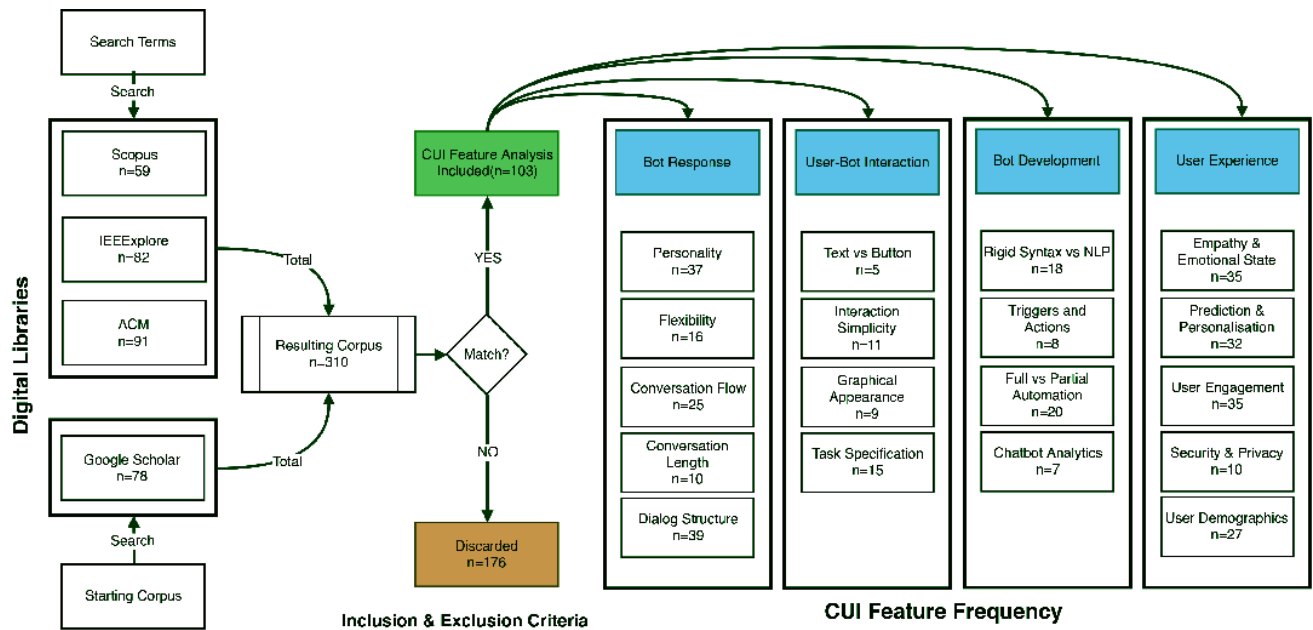 Search Terms
Search
Digital Libraries
Scopus
n=59
IEEExplore
n=82
ACM
n=91
Total
Google Scholar
n=78
Total
Search
Starting Corpus
Resulting Corpus
n=310
Match?
YES
NO
CUI Feature Analysis
Included(n=103)
Discarded
n=176
Inclusion & Exclusion Criteria
Bot Response
Personality
n=37
Flexibility
n=16
Conversation Flow
n=25
Conversation
Length
n=10
Dialog Structure
n=39
User-Bot Interaction
Text vs Button
n=5
Interaction
Simplicity
n=11
Graphical
Appearance
n=9
Task Specification
n=15
Bot Development
Rigid Syntax vs NLP
n=18
Triggers and
Actions
n=8
Full vs Partial
Automation
n=20
Chatbot Analytics
n=7
User Experience
Empathy &
Emotional State
n=35
Prediction &
Personalisation
n=32
User Engagement
n=35
Security & Privacy
n=10
User Demographics
n=27
CUI Feature Frequency